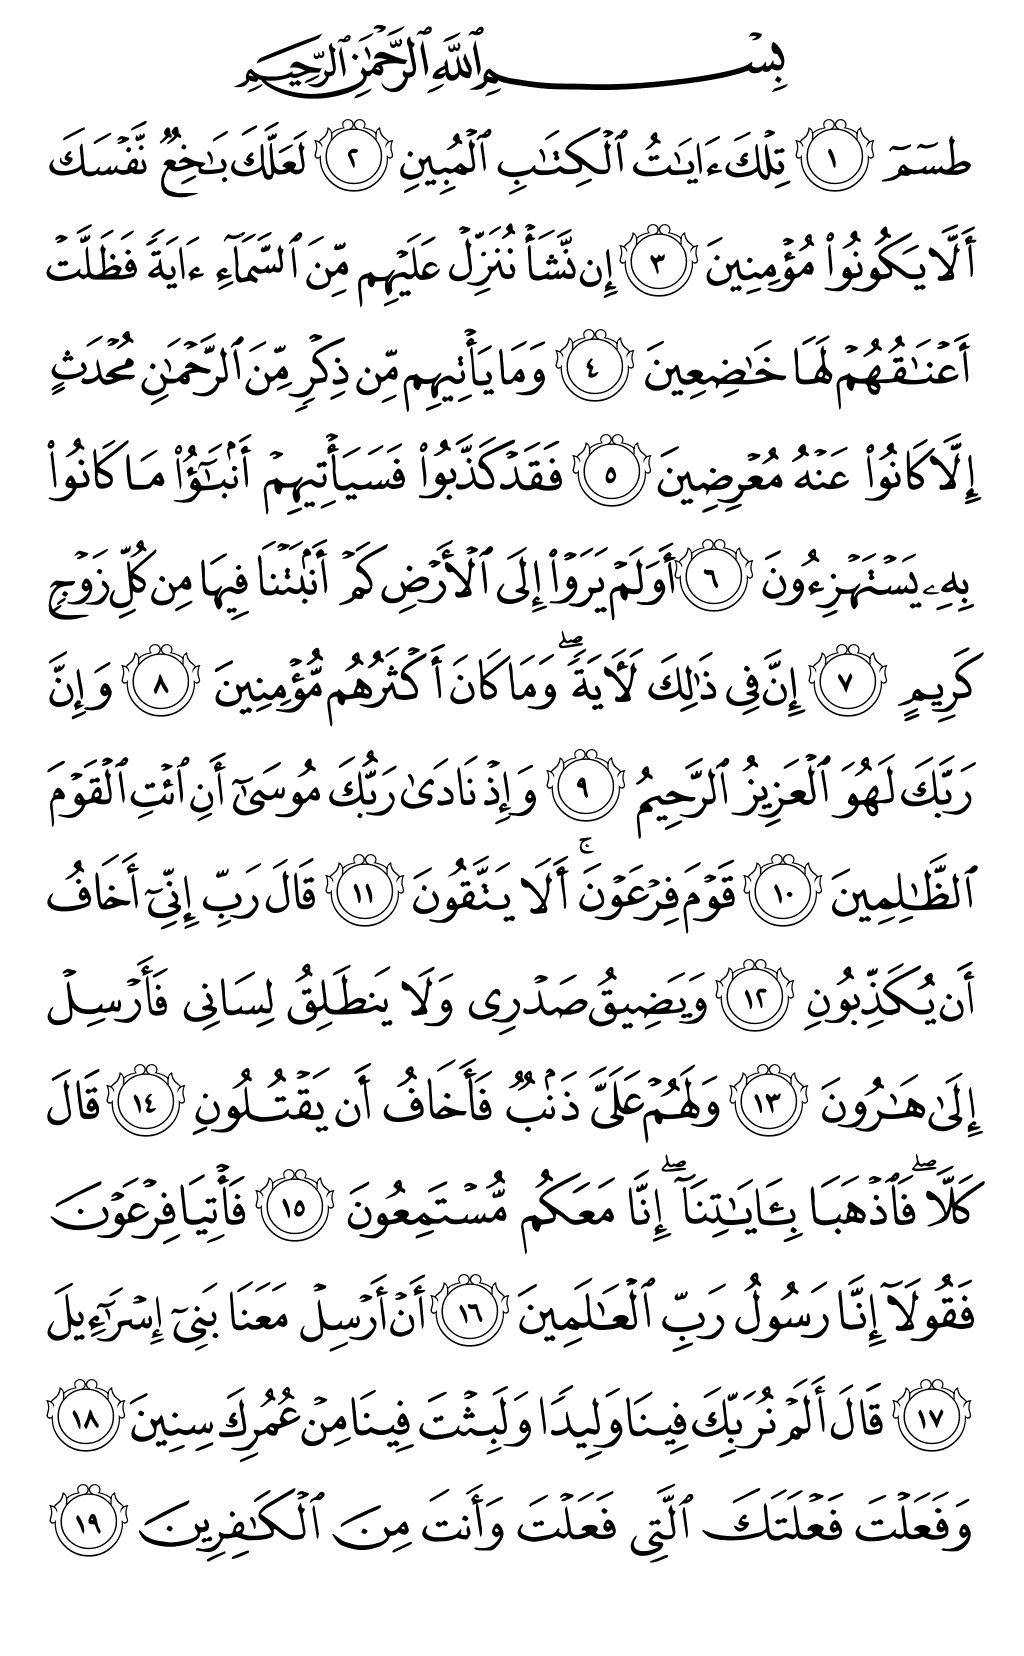 بِسْمِ ٱللَّهِ ٱلرَّحْمَٰنِ ٱلرَّحِيمِ
طسٓمٓ ١ تِلْكَ ءَايَٰتُ ٱلْكِتَٰبِ ٱلْمُبِينِ ٢ لَعَلَّكَ بَٰخِعٌ نَّفْسَكَ
أَلَّا يَكُونُوا۟ مُؤْمِنِينَ ٣ إِن نَّشَأْ نُنَزِّلْ عَلَيْهِم مِّنَ ٱلسَّمَآءِ ءَايَةً فَظَلَّتْ
أَعْنَٰقُهُمْ لَهَا خَٰضِعِينَ ٤ وَمَا يَأْتِيهِم مِّن ذِكْرٍ مِّنَ ٱلرَّحْمَٰنِ مُحْدَثٍ
إِلَّا كَانُوا۟ عَنْهُ مُعْرِضِينَ ٥ فَقَدْ كَذَّبُوا۟ فَسَيَأْتِيهِمْ أَنۢبَٰٓؤُا۟ مَا كَانُوا۟
بِهِۦ يَسْتَهْزِءُونَ ٦ أَوَلَمْ يَرَوْا۟ إِلَى ٱلْأَرْضِ كَمْ أَنۢبَتْنَا فِيهَا مِن كُلِّ زَوْجٍ
كَرِيمٍ ٧ إِنَّ فِى ذَٰلِكَ لَءَايَةً ۖ وَمَا كَانَ أَكْثَرُهُم مُّؤْمِنِينَ ٨ وَإِنَّ
رَبَّكَ لَهُوَ ٱلْعَزِيزُ ٱلرَّحِيمُ ٩ وَإِذْ نَادَىٰ رَبُّكَ مُوسَىٰٓ أَنِ ٱئْتِ ٱلْقَوْمَ
ٱلظَّٰلِمِينَ ١٠ قَوْمَ فِرْعَوْنَ ۚ أَلَا يَتَّقُونَ ١١ قَالَ رَبِّ إِنِّىٓ أَخَافُ
أَن يُكَذِّبُونِ ١٢ وَيَضِيقُ صَدْرِى وَلَا يَنطَلِقُ لِسَانِى فَأَرْسِلْ
إِلَىٰ هَٰرُونَ ١٣ وَلَهُمْ عَلَىَّ ذَنۢبٌ فَأَخَافُ أَن يَقْتُلُونِ ١٤ قَالَ
كَلَّا ۖ فَٱذْهَبَا بِـَٔايَٰتِنَآ ۖ إِنَّا مَعَكُم مُّسْتَمِعُونَ ١٥ فَأْتِيَا فِرْعَوْنَ
فَقُولَآ إِنَّا رَسُولُ رَبِّ ٱلْعَٰلَمِينَ ١٦ أَنْ أَرْسِلْ مَعَنَا بَنِىٓ إِسْرَٰٓءِيلَ
١٧ قَالَ أَلَمْ نُرَبِّكَ فِينَا وَلِيدًا وَلَبِثْتَ فِينَا مِنْ عُمُرِكَ سِنِينَ ١٨
وَفَعَلْتَ فَعْلَتَكَ ٱلَّتِى فَعَلْتَ وَأَنتَ مِنَ ٱلْكَٰفِرِينَ ١٩